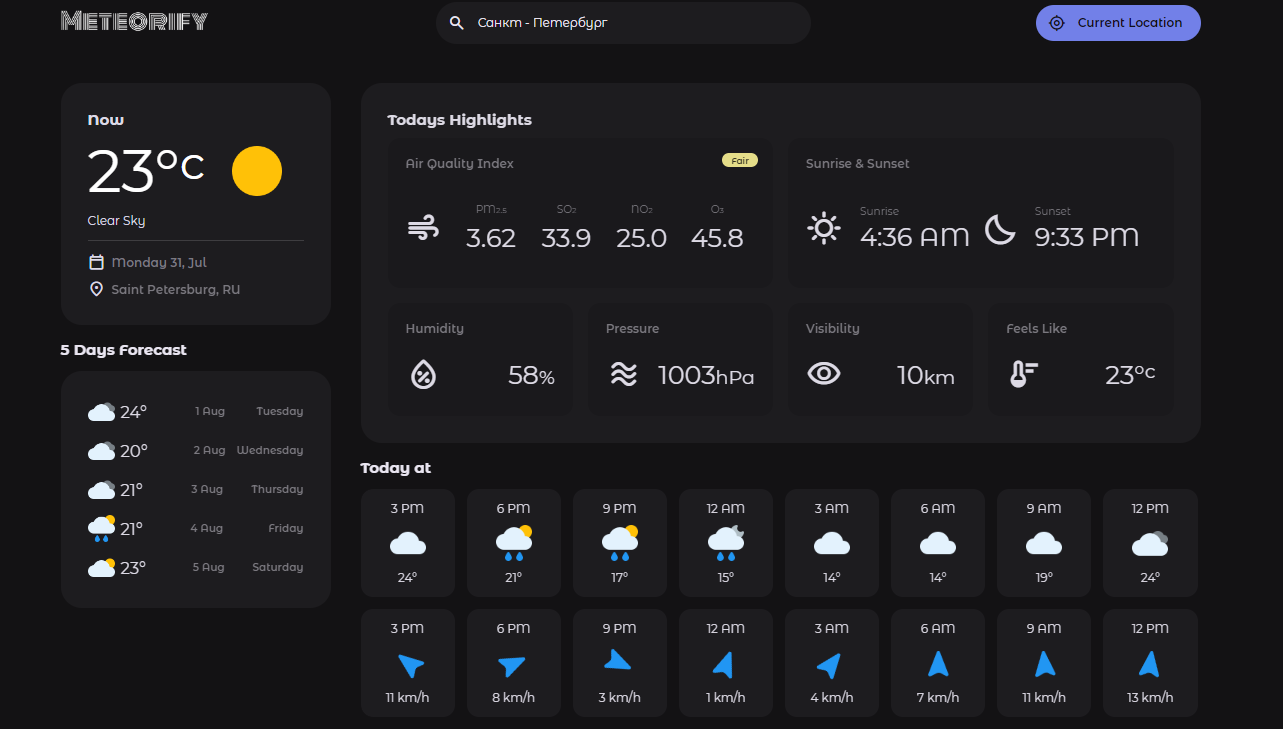 METEORIFY
Санкт - Петербург
Current Location
Now
23°C
Clear Sky
Monday 31, Jul
Saint Petersburg, RU
5 Days Forecast
24° 1 Aug Tuesday
20° 2 Aug Wednesday
21° 3 Aug Thursday
21° 4 Aug Friday
23° 5 Aug Saturday
Todays Highlights
Air Quality Index Fair
PM2.5 SO2 NO2 O3
3.62 33.9 25.0 45.8
Sunrise & Sunset
Sunrise Sunset
4:36 AM 9:33 PM
Humidity
58%
Pressure
1003hPa
Visibility
10km
Feels Like
23°C
Today at
3 PM 6 PM 9 PM 12 AM 3 AM 6 AM 9 AM 12 PM
24° 21° 17° 15° 14° 14° 19° 24°
3 PM 6 PM 9 PM 12 AM 3 AM 6 AM 9 AM 12 PM
11 km/h 8 km/h 3 km/h 1 km/h 4 km/h 7 km/h 11 km/h 13 km/h